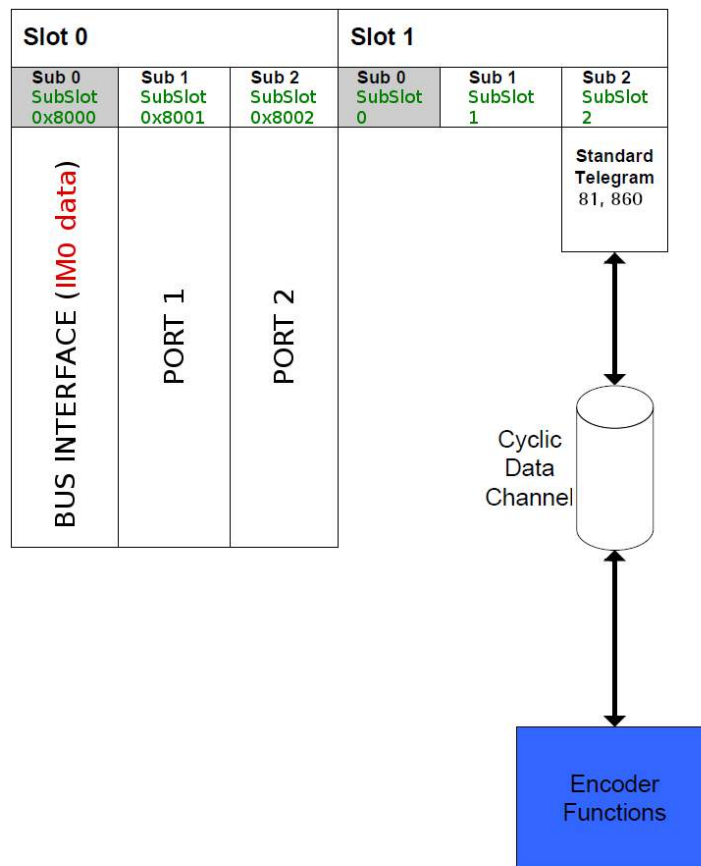 Slot 0
Slot 1
Sub 0
SubSlot
0x8000
Sub 1
SubSlot
0x8001
Sub 2
SubSlot
0x8002
Sub 0
SubSlot
0
Sub 1
SubSlot
1
Sub 2
SubSlot
2
BUS INTERFACE (IM0 data)
PORT 1
PORT 2
Standard
Telegram
81, 860
Cyclic
Data
Channel
Encoder
Functions